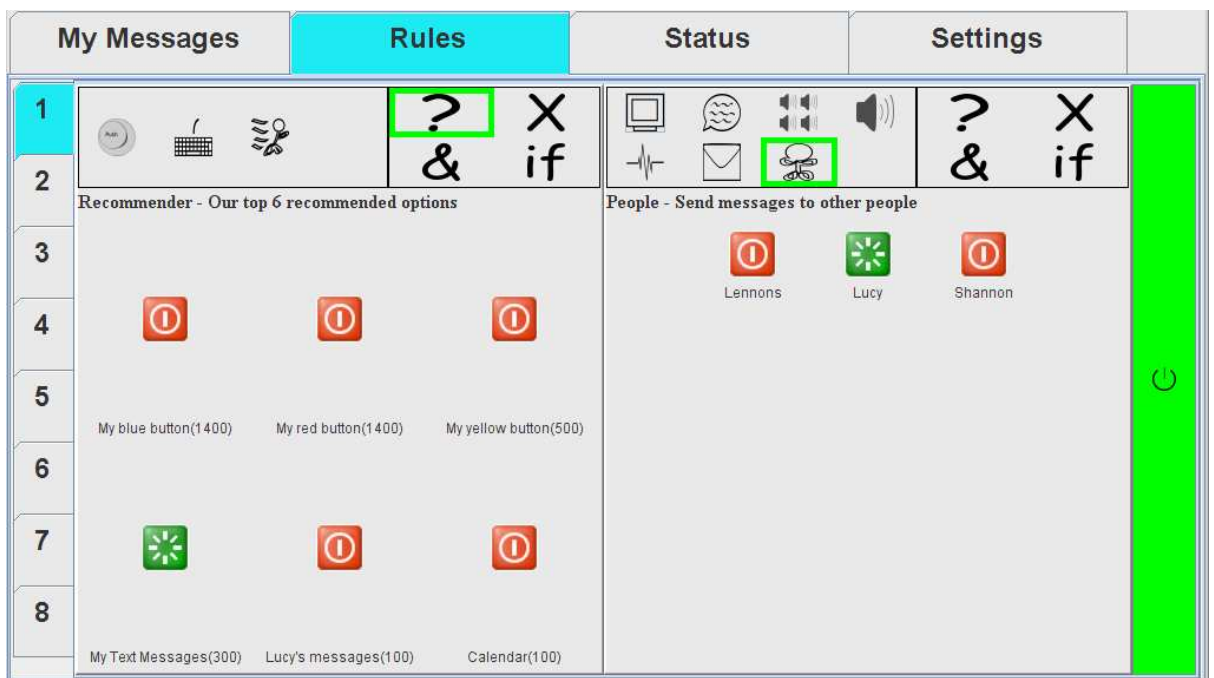 My Messages Rules Status Settings
1
2
3
4
5
6
7
8
Push
? X
& if
Recommender - Our top 6 recommended options
My blue button(1400) My red button(1400) My yellow button(500)
My Text Messages(300) Lucy's messages(100) Calendar(100)
? X
& if
People - Send messages to other people
Lennons Lucy Shannon